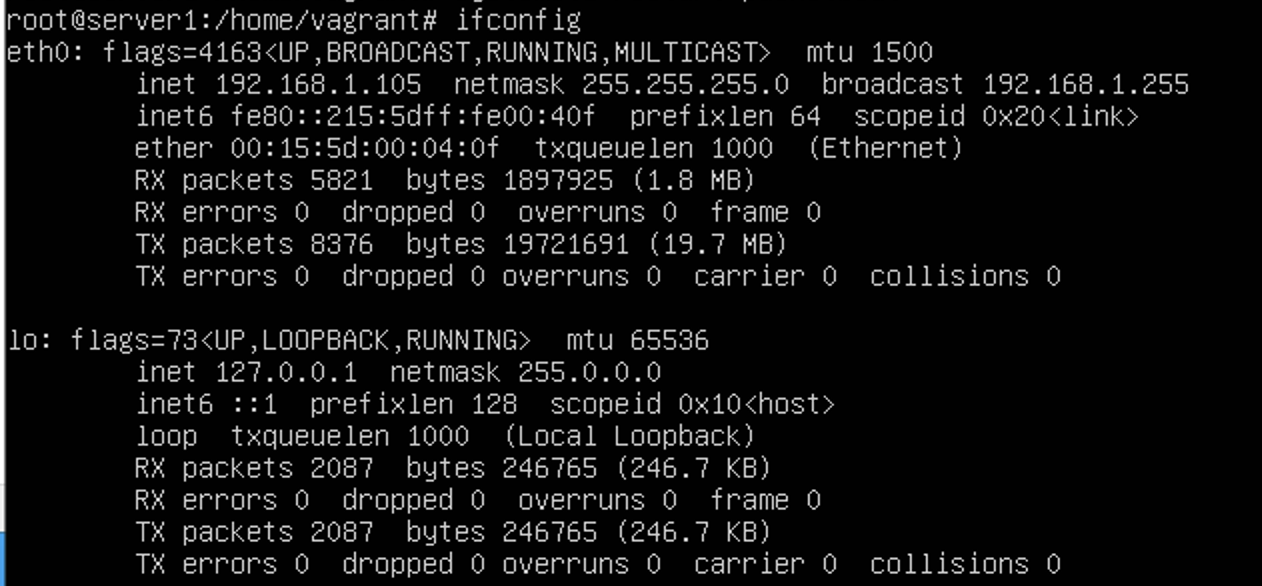 root@server1:/home/vagrant# ifconfig
eth0: flags=4163<UP,BROADCAST,RUNNING,MULTICAST>  mtu 1500
        inet 192.168.1.105  netmask 255.255.255.0  broadcast 192.168.1.255
        inet6 fe80::215:5dff:fe00:40f  prefixlen 64  scopeid 0x20<link>
        ether 00:15:5d:00:04:0f  txqueuelen 1000  (Ethernet)
        RX packets 5821  bytes 1897925 (1.8 MB)
        RX errors 0  dropped 0  overruns 0  frame 0
        TX packets 8376  bytes 19721691 (19.7 MB)
        TX errors 0  dropped 0 overruns 0  carrier 0  collisions 0

lo: flags=73<UP,LOOPBACK,RUNNING>  mtu 65536
        inet 127.0.0.1  netmask 255.0.0.0
        inet6 ::1  prefixlen 128  scopeid 0x10<host>
        loop  txqueuelen 1000  (Local Loopback)
        RX packets 2087  bytes 246765 (246.7 KB)
        RX errors 0  dropped 0  overruns 0  frame 0
        TX packets 2087  bytes 246765 (246.7 KB)
        TX errors 0  dropped 0 overruns 0  carrier 0  collisions 0